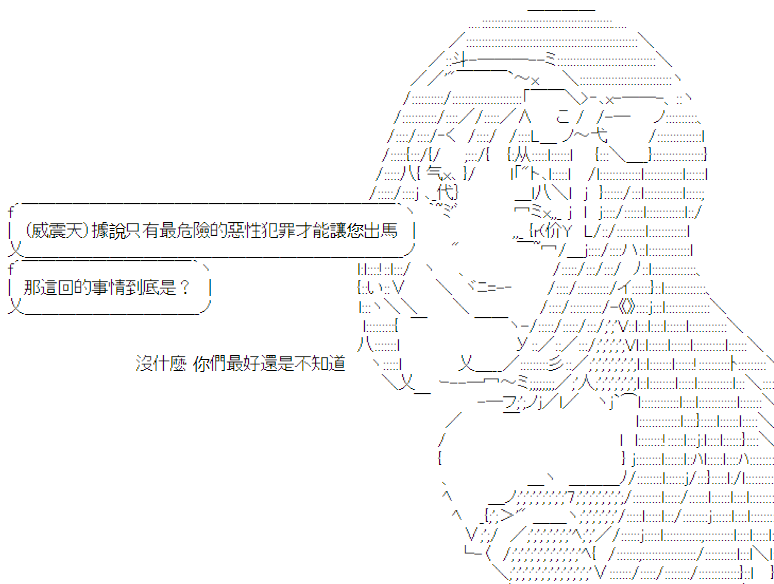 (威震天)據說只有最危險的惡性犯罪才能讓您出馬
那這回的事情到底是？
沒什麼 你們最好還是不知道